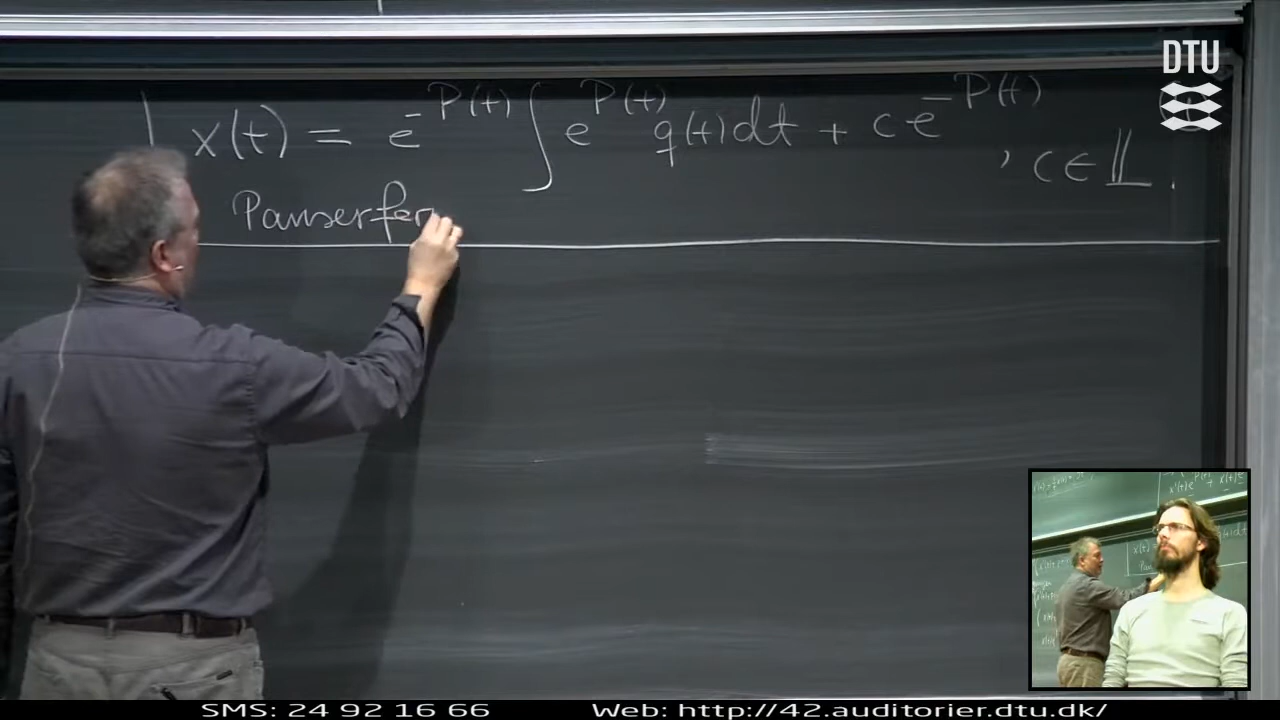 DTU
x(t) = e^{-P(t)} ∫ e^{P(t)} q(t) dt + c e^{-P(t)}
, c ∈ 𝕃 .
Panserfor
SMS: 24 92 16 66 Web: http://42.auditorier.dtu.dk/